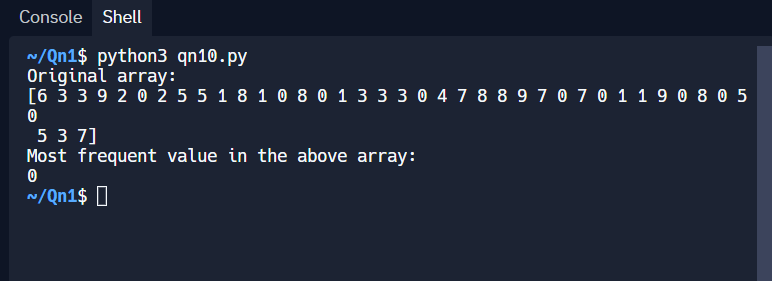 Console Shell
~/Qn1$ python3 qn10.py
Original array:
[6 3 3 9 2 0 2 5 5 1 8 1 0 8 0 1 3 3 3 0 4 7 8 8 9 7 0 7 0 1 1 9 0 8 0 5
0
 5 3 7]
Most frequent value in the above array:
0
~/Qn1$